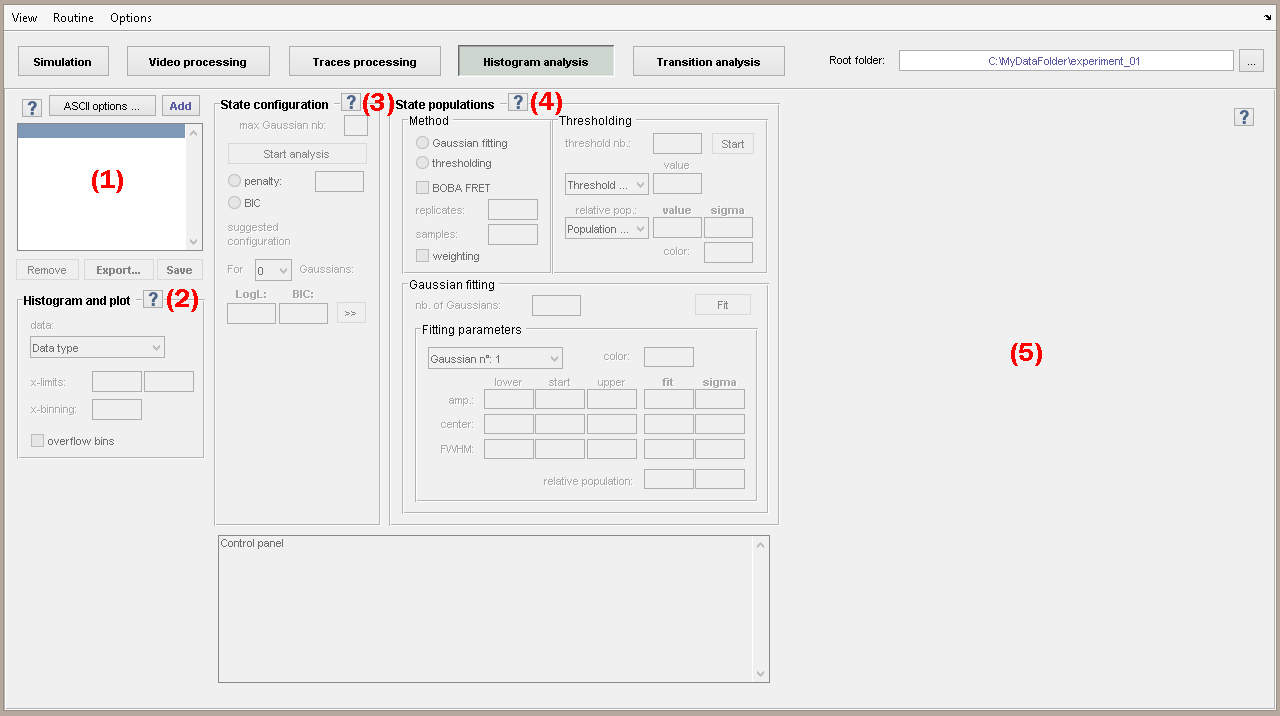 View Routine Options
Simulation Video processing Traces processing Histogram analysis Transition analysis Root folder: C:\MyDataFolder\experiment_01 ...
? ASCII options ... Add
(1)
Remove Export... Save
Histogram and plot ? (2)
data:
Data type
x-limits:
x-binning:
overflow bins
State configuration ? (3)
max Gaussian nb:
Start analysis
penalty:
BIC
suggested
configuration
For 0 Gaussians:
LogL: BIC:
>>
State populations ? (4)
Method
Gaussian fitting
thresholding
BOBA FRET
replicates:
samples:
weighting
Thresholding
threshold nb.: Start
value
Threshold ...
relative pop.: value sigma
Population ...
color:
Gaussian fitting
nb. of Gaussians: Fit
Fitting parameters
Gaussian n°: 1 color:
lower start upper fit sigma
amp.:
center:
FWHM:
relative population:
Control panel
?
(5)